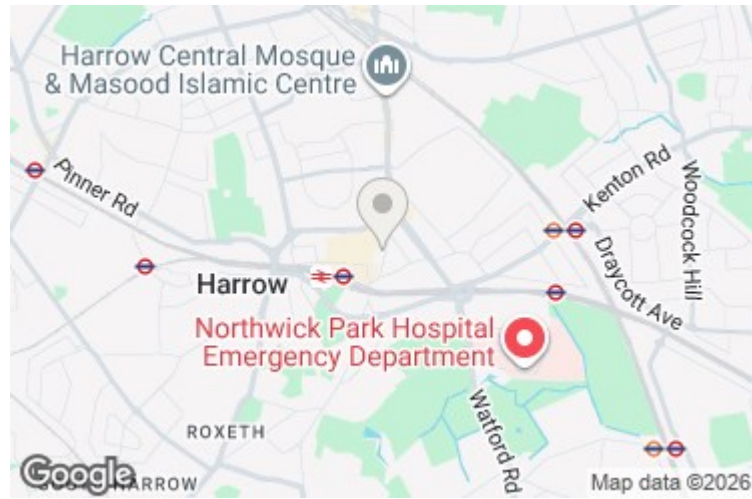 Harrow Central Mosque
& Masood Islamic Centre
Pinner Rd
Kenton Rd
Woodcock Hill
Draycott Ave
Harrow
Northwick Park Hospital
Emergency Department
Watford Rd
ROXETH
HARROW
Google
Map data ©2026